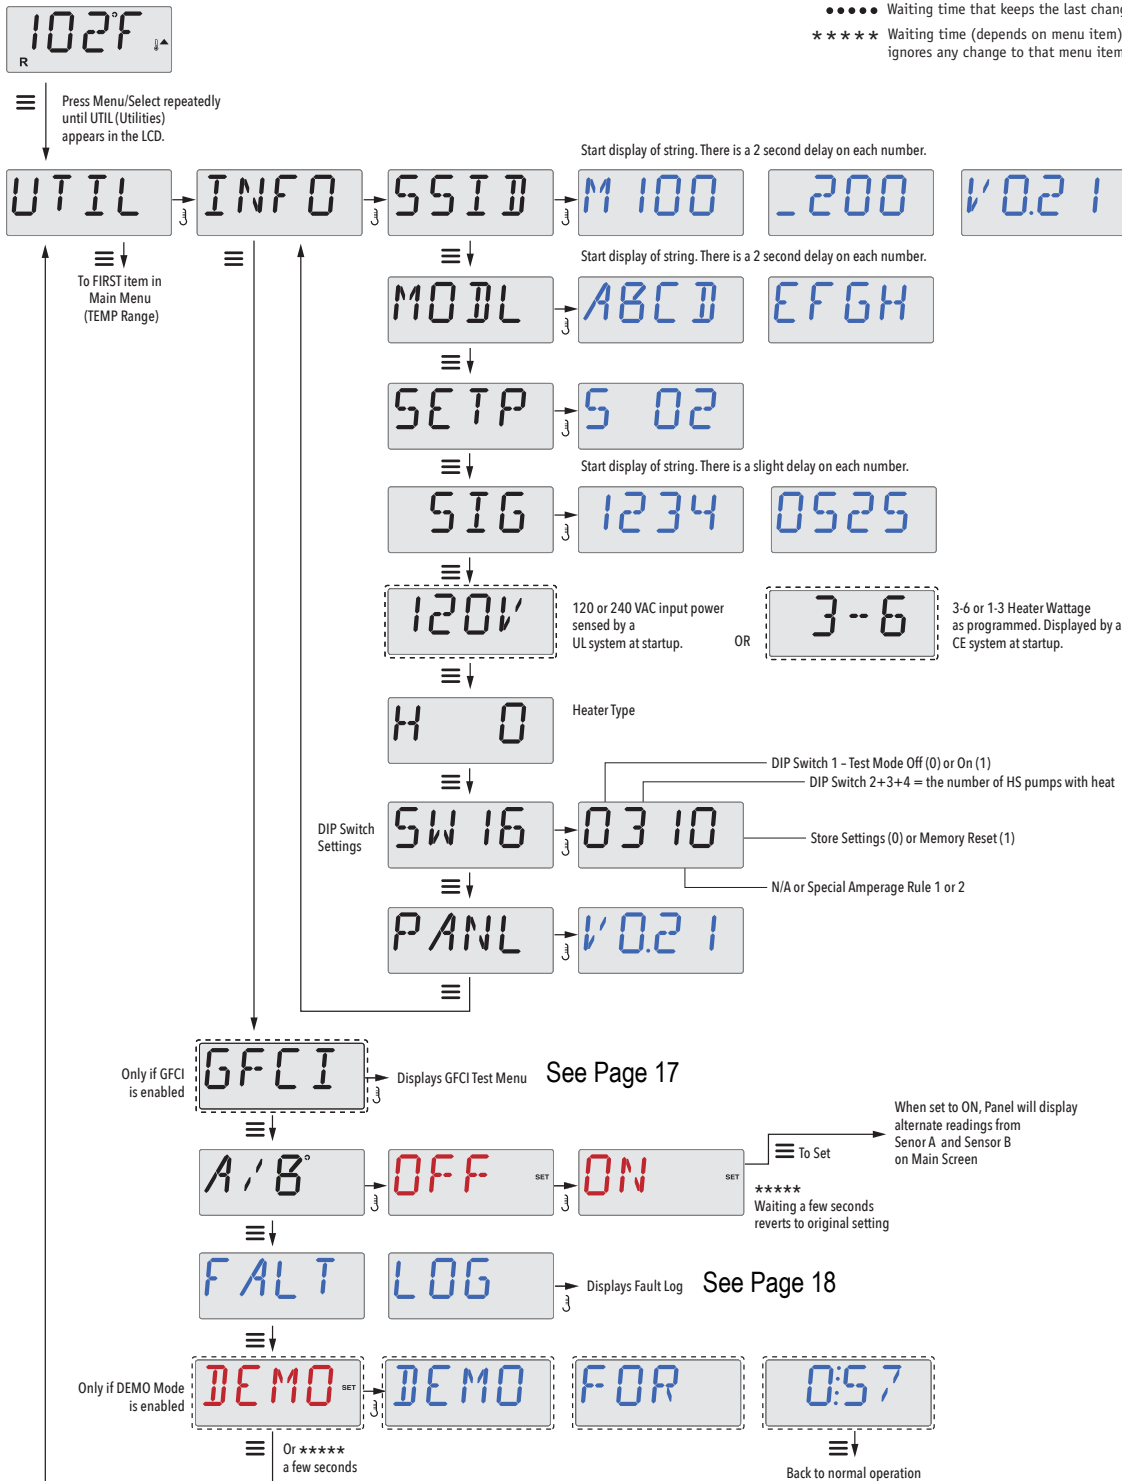 102°F
R
●●●●● Waiting time that keeps the last chang
***** Waiting time (depends on menu item)
ignores any change to that menu item
Press Menu/Select repeatedly
until UTIL (Utilities)
appears in the LCD.
Start display of string. There is a 2 second delay on each number.
UTIL
INFO
SSID
M100
_200
V0.21
To FIRST item in
Main Menu
(TEMP Range)
Start display of string. There is a 2 second delay on each number.
MODL
ABCD
EFGH
SETP
S 02
Start display of string. There is a slight delay on each number.
SIG
1234
0525
120V
120 or 240 VAC input power
sensed by a
UL system at startup.
OR
3-6
3-6 or 1-3 Heater Wattage
as programmed. Displayed by a
CE system at startup.
H 0
Heater Type
DIP Switch 1 – Test Mode Off (0) or On (1)
DIP Switch 2+3+4 = the number of HS pumps with heat
DIP Switch
Settings
SW16
0310
Store Settings (0) or Memory Reset (1)
N/A or Special Amperage Rule 1 or 2
PANL
V0.21
Only if GFCI
is enabled
GFCI
Displays GFCI Test Menu
See Page 17
When set to ON, Panel will display
alternate readings from
Senor A and Sensor B
on Main Screen
A/B°
OFF
SET
ON
SET
To Set
*****
Waiting a few seconds
reverts to original setting
FALT
LOG
Displays Fault Log
See Page 18
Only if DEMO Mode
is enabled
DEMO
SET
DEMO
FOR
0:57
Or *****
a few seconds
Back to normal operation